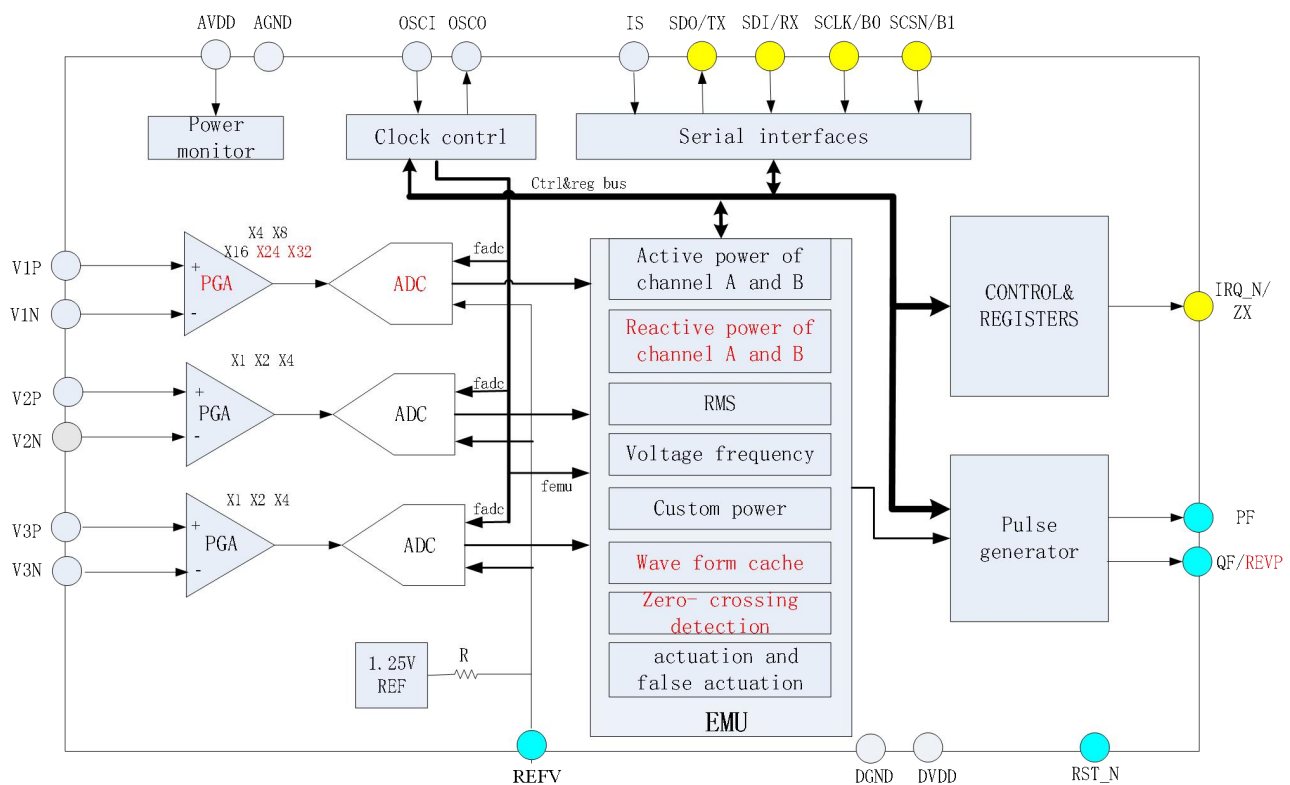 AVDD AGND OSCI OSCO IS SDO/TX SDI/RX SCLK/B0 SCSN/B1
Power
monitor
Clock contrl
Serial interfaces
Ctrl&reg bus
V1P
V1N
X4 X8
X16 X24 X32
+
PGA
-
ADC
fadc
V2P
V2N
X1 X2 X4
+
PGA
-
ADC
fadc
femu
V3P
V3N
X1 X2 X4
+
PGA
-
ADC
fadc
1.25V
REF
R
REFV
Active power of
channel A and B
Reactive power of
channel A and B
RMS
Voltage frequency
Custom power
Wave form cache
Zero- crossing
detection
actuation and
false actuation
EMU
CONTROL&
REGISTERS
IRQ_N/
ZX
Pulse
generator
PF
QF/REVP
DGND DVDD
RST_N